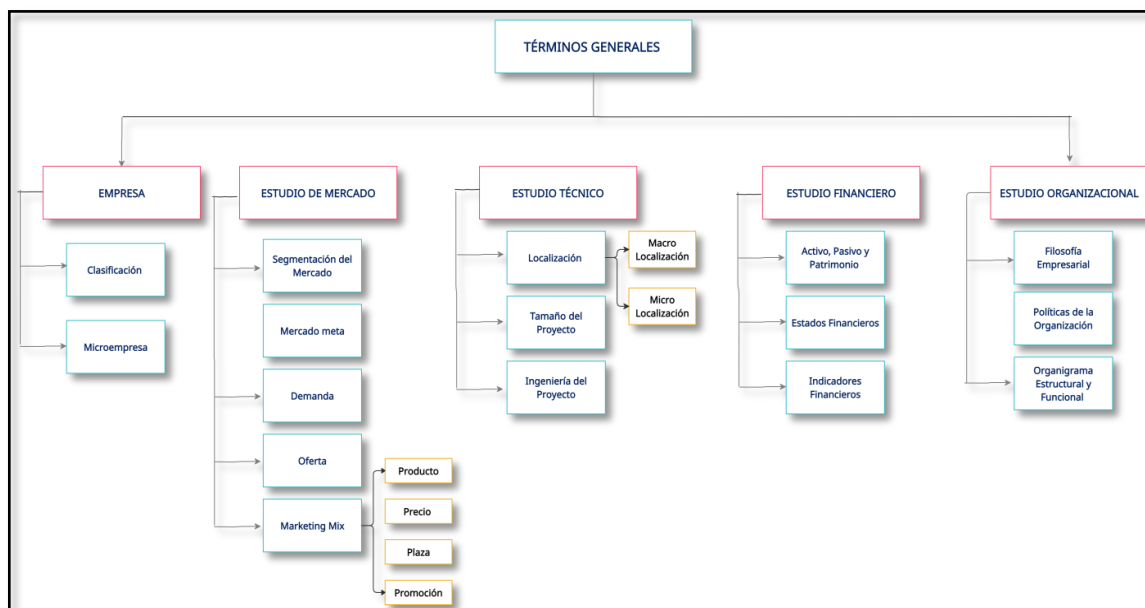 TÉRMINOS GENERALES
EMPRESA
Clasificación
Microempresa
ESTUDIO DE MERCADO
Segmentación del
Mercado
Mercado meta
Demanda
Oferta
Marketing Mix
Producto
Precio
Plaza
Promoción
ESTUDIO TÉCNICO
Localización
Macro
Localización
Micro
Localización
Tamaño del
Proyecto
Ingeniería del
Proyecto
ESTUDIO FINANCIERO
Activo, Pasivo y
Patrimonio
Estados Financieros
Indicadores
Financieros
ESTUDIO ORGANIZACIONAL
Filosofía
Empresarial
Políticas de la
Organización
Organigrama
Estructural y
Funcional